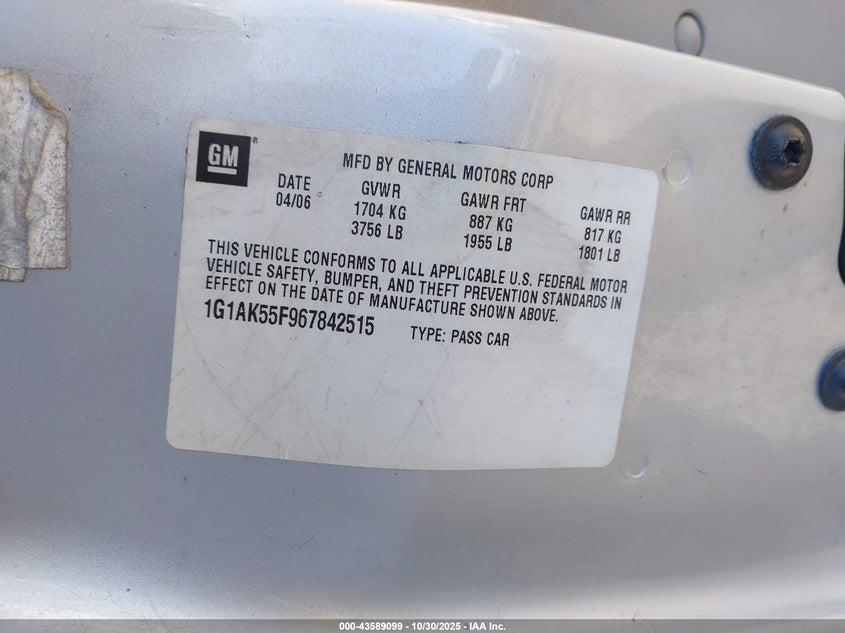 GM®
MFD BY GENERAL MOTORS CORP
DATE GVWR GAWR FRT GAWR RR
04/06 1704 KG 887 KG 817 KG
3756 LB 1955 LB 1801 LB
THIS VEHICLE CONFORMS TO ALL APPLICABLE U.S. FEDERAL MOTOR
VEHICLE SAFETY, BUMPER, AND THEFT PREVENTION STANDARDS IN
EFFECT ON THE DATE OF MANUFACTURE SHOWN ABOVE.
1G1AK55F967842515 TYPE: PASS CAR
000-43589099 - 10/30/2025 - IAA Inc.